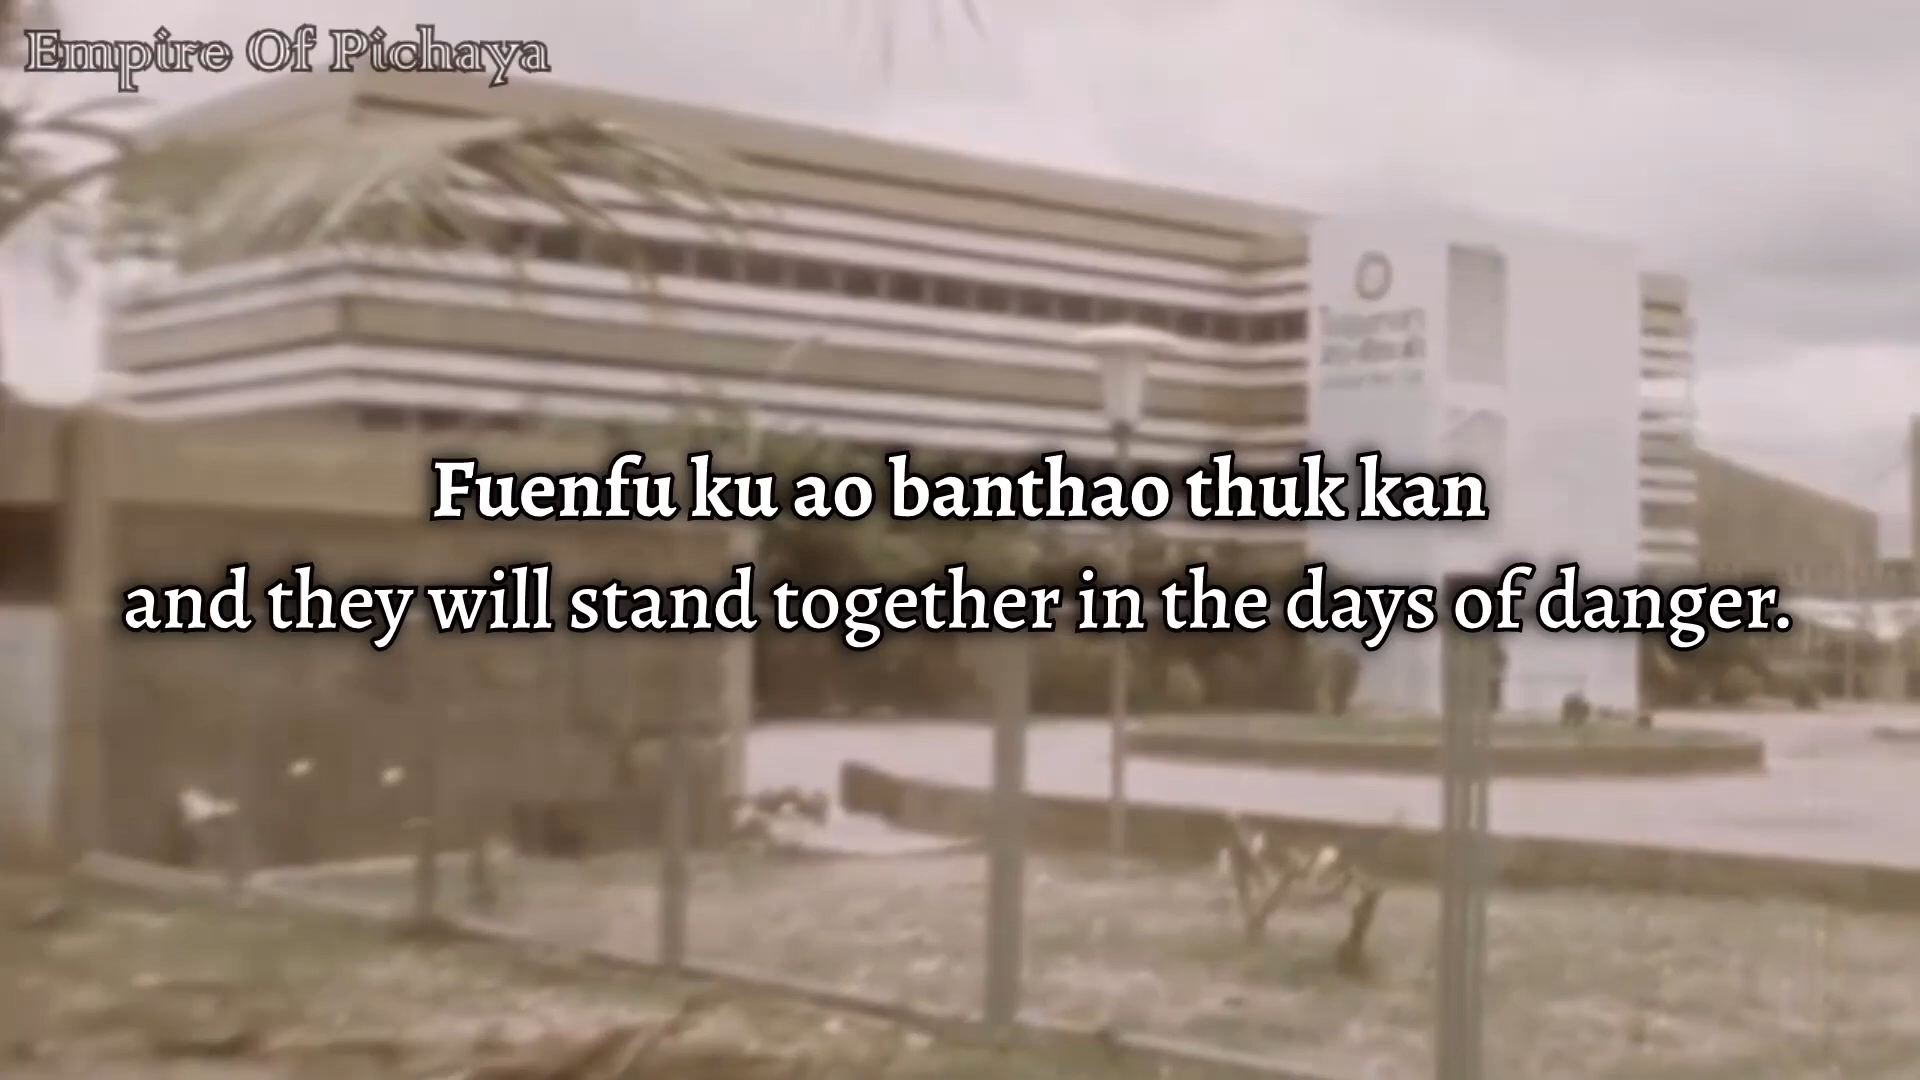 Empire Of Pichaya
Fuenfu ku ao banthao thuk kan
and they will stand together in the days of danger.